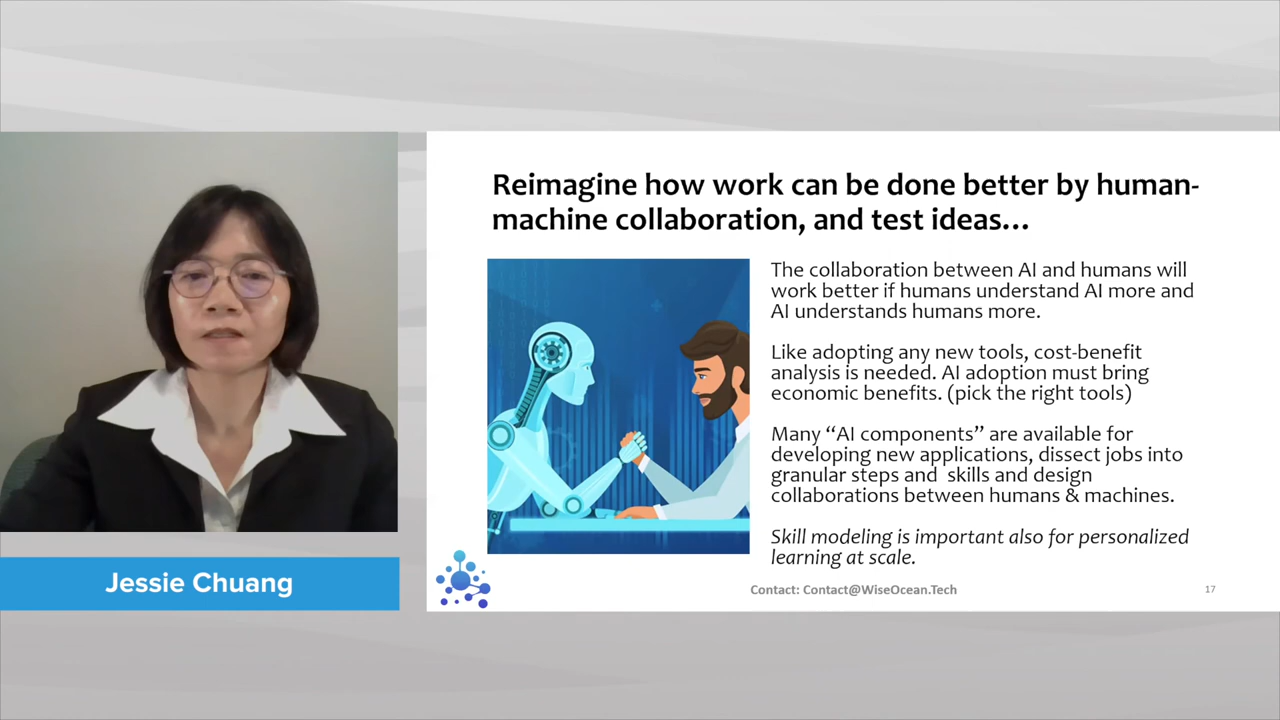 Reimagine how work can be done better by human-
machine collaboration, and test ideas...
The collaboration between AI and humans will
work better if humans understand AI more and
AI understands humans more.
Like adopting any new tools, cost-benefit
analysis is needed. AI adoption must bring
economic benefits. (pick the right tools)
Many “AI components” are available for
developing new applications, dissect jobs into
granular steps and  skills and design
collaborations between humans & machines.
Skill modeling is important also for personalized
learning at scale.
Jessie Chuang
Contact: Contact@WiseOcean.Tech
17